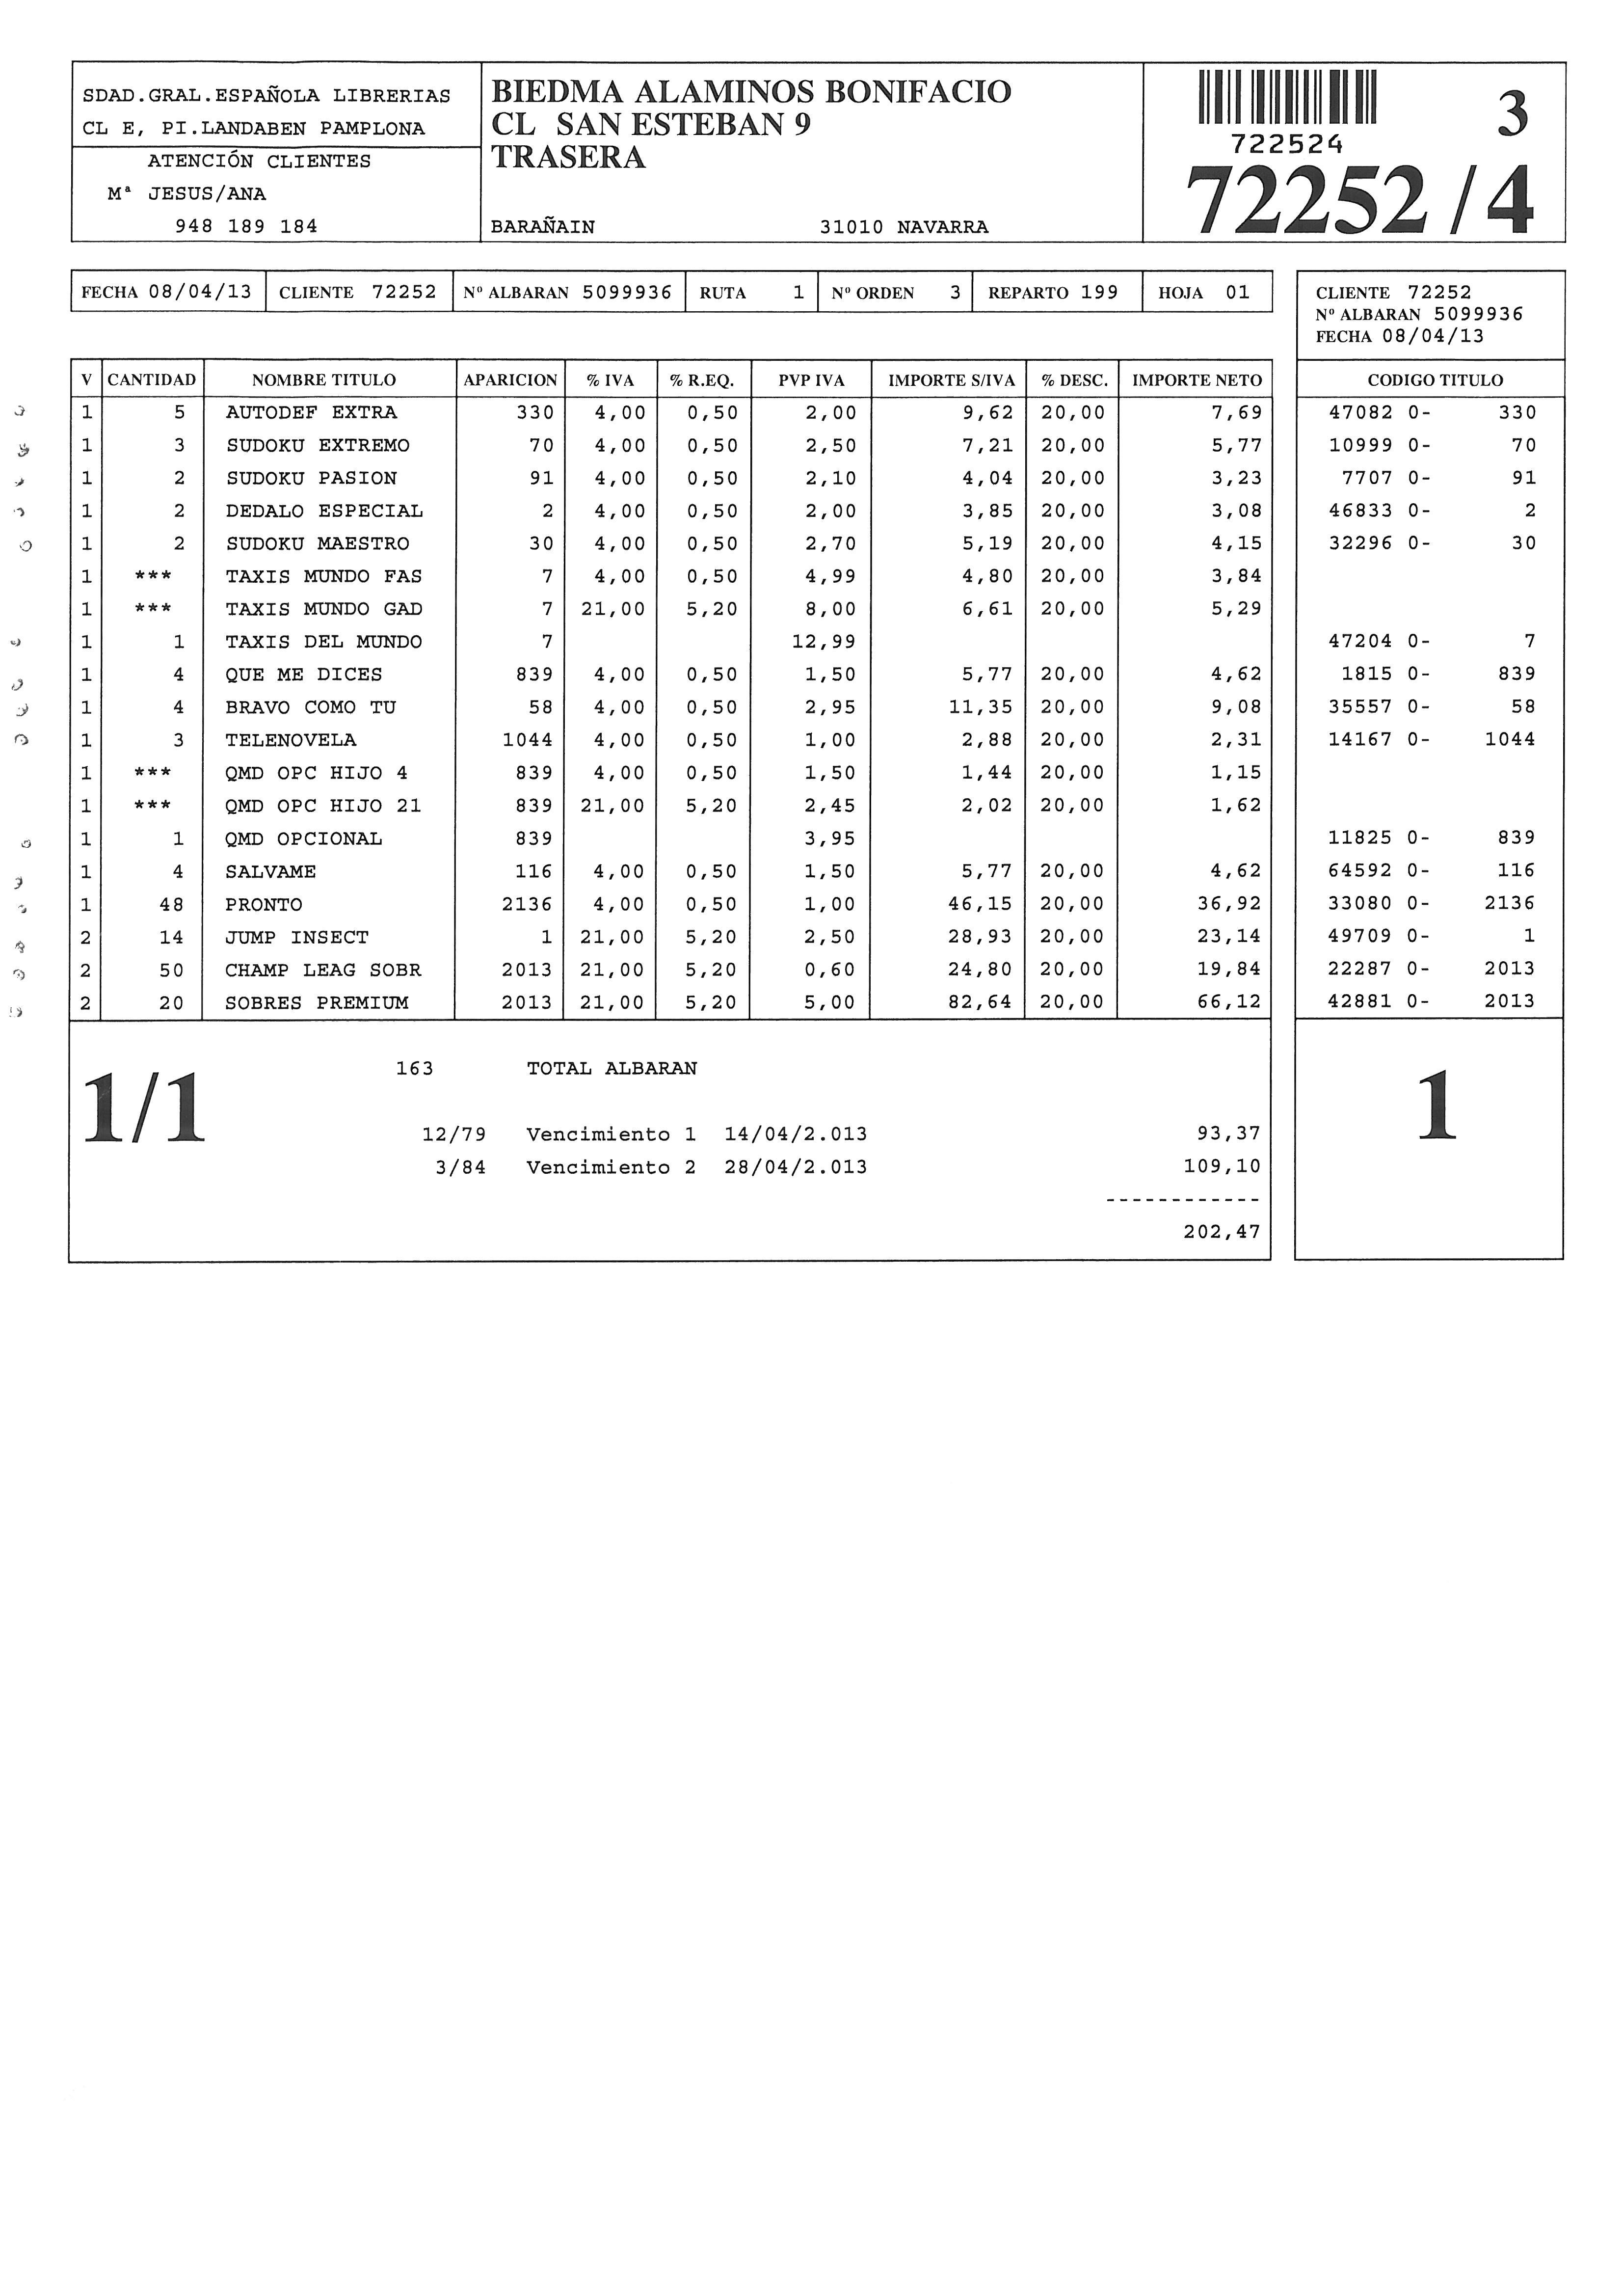 SDAD.GRAL.ESPAÑOLA LIBRERIAS
CL E, PI.LANDABEN PAMPLONA
ATENCIÓN CLIENTES
Mª JESUS/ANA
948 189 184
BIEDMA ALAMINOS BONIFACIO
CL SAN ESTEBAN 9
TRASERA
BARAÑAIN 31010 NAVARRA
3
722524
72252 /4
FECHA 08/04/13 CLIENTE 72252 Nº ALBARAN 5099936 RUTA 1 Nº ORDEN 3 REPARTO 199 HOJA 01
CLIENTE 72252
Nº ALBARAN 5099936
FECHA 08/04/13
V CANTIDAD NOMBRE TITULO APARICION % IVA % R.EQ. PVP IVA IMPORTE S/IVA % DESC. IMPORTE NETO CODIGO TITULO
1 5 AUTODEF EXTRA 330 4,00 0,50 2,00 9,62 20,00 7,69 47082 0- 330
1 3 SUDOKU EXTREMO 70 4,00 0,50 2,50 7,21 20,00 5,77 10999 0- 70
1 2 SUDOKU PASION 91 4,00 0,50 2,10 4,04 20,00 3,23 7707 0- 91
1 2 DEDALO ESPECIAL 2 4,00 0,50 2,00 3,85 20,00 3,08 46833 0- 2
1 2 SUDOKU MAESTRO 30 4,00 0,50 2,70 5,19 20,00 4,15 32296 0- 30
1 *** TAXIS MUNDO FAS 7 4,00 0,50 4,99 4,80 20,00 3,84
1 *** TAXIS MUNDO GAD 7 21,00 5,20 8,00 6,61 20,00 5,29
1 1 TAXIS DEL MUNDO 7 12,99 47204 0- 7
1 4 QUE ME DICES 839 4,00 0,50 1,50 5,77 20,00 4,62 1815 0- 839
1 4 BRAVO COMO TU 58 4,00 0,50 2,95 11,35 20,00 9,08 35557 0- 58
1 3 TELENOVELA 1044 4,00 0,50 1,00 2,88 20,00 2,31 14167 0- 1044
1 *** QMD OPC HIJO 4 839 4,00 0,50 1,50 1,44 20,00 1,15
1 *** QMD OPC HIJO 21 839 21,00 5,20 2,45 2,02 20,00 1,62
1 1 QMD OPCIONAL 839 3,95 11825 0- 839
1 4 SALVAME 116 4,00 0,50 1,50 5,77 20,00 4,62 64592 0- 116
1 48 PRONTO 2136 4,00 0,50 1,00 46,15 20,00 36,92 33080 0- 2136
2 14 JUMP INSECT 1 21,00 5,20 2,50 28,93 20,00 23,14 49709 0- 1
2 50 CHAMP LEAG SOBR 2013 21,00 5,20 0,60 24,80 20,00 19,84 22287 0- 2013
2 20 SOBRES PREMIUM 2013 21,00 5,20 5,00 82,64 20,00 66,12 42881 0- 2013
1/1
163 TOTAL ALBARAN
12/79 Vencimiento 1 14/04/2.013 93,37
3/84 Vencimiento 2 28/04/2.013 109,10
------------
202,47
1